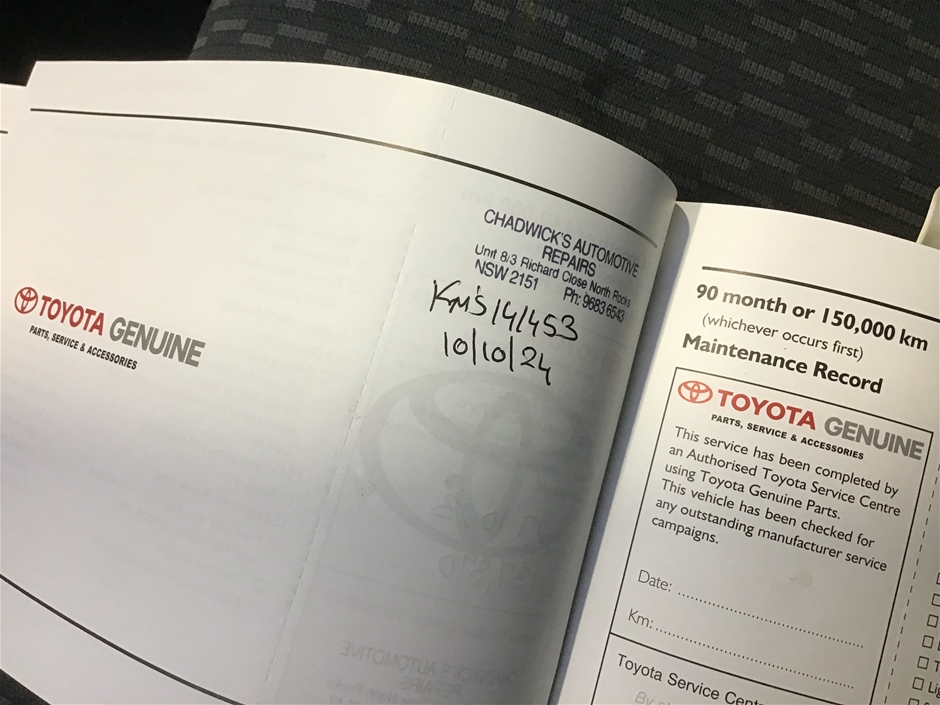 TOYOTA GENUINE
PARTS, SERVICE & ACCESSORIES
CHADWICK'S AUTOMOTIVE
REPAIRS
Unit 8/3 Richard Close North Rocks
NSW 2151 Ph: 9683 6543
KM'S 141453
10/10/24
90 month or 150,000 km
(whichever occurs first)
Maintenance Record
TOYOTA GENUINE
PARTS, SERVICE & ACCESSORIES
This service has been completed by
an Authorised Toyota Service Centre
using Toyota Genuine Parts.
This vehicle has been checked for
any outstanding manufacturer service
campaigns.
Date:
Km:
Toyota Service